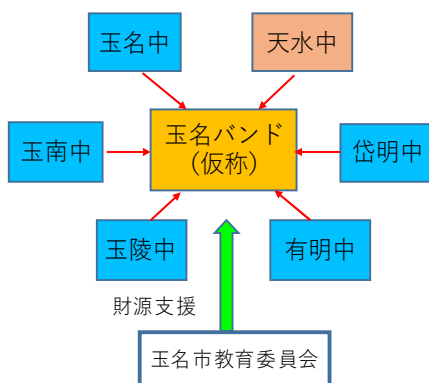 玉名中
天水中
玉南中
玉名バンド
(仮称)
岱明中
玉陵中
有明中
財源支援
玉名市教育委員会